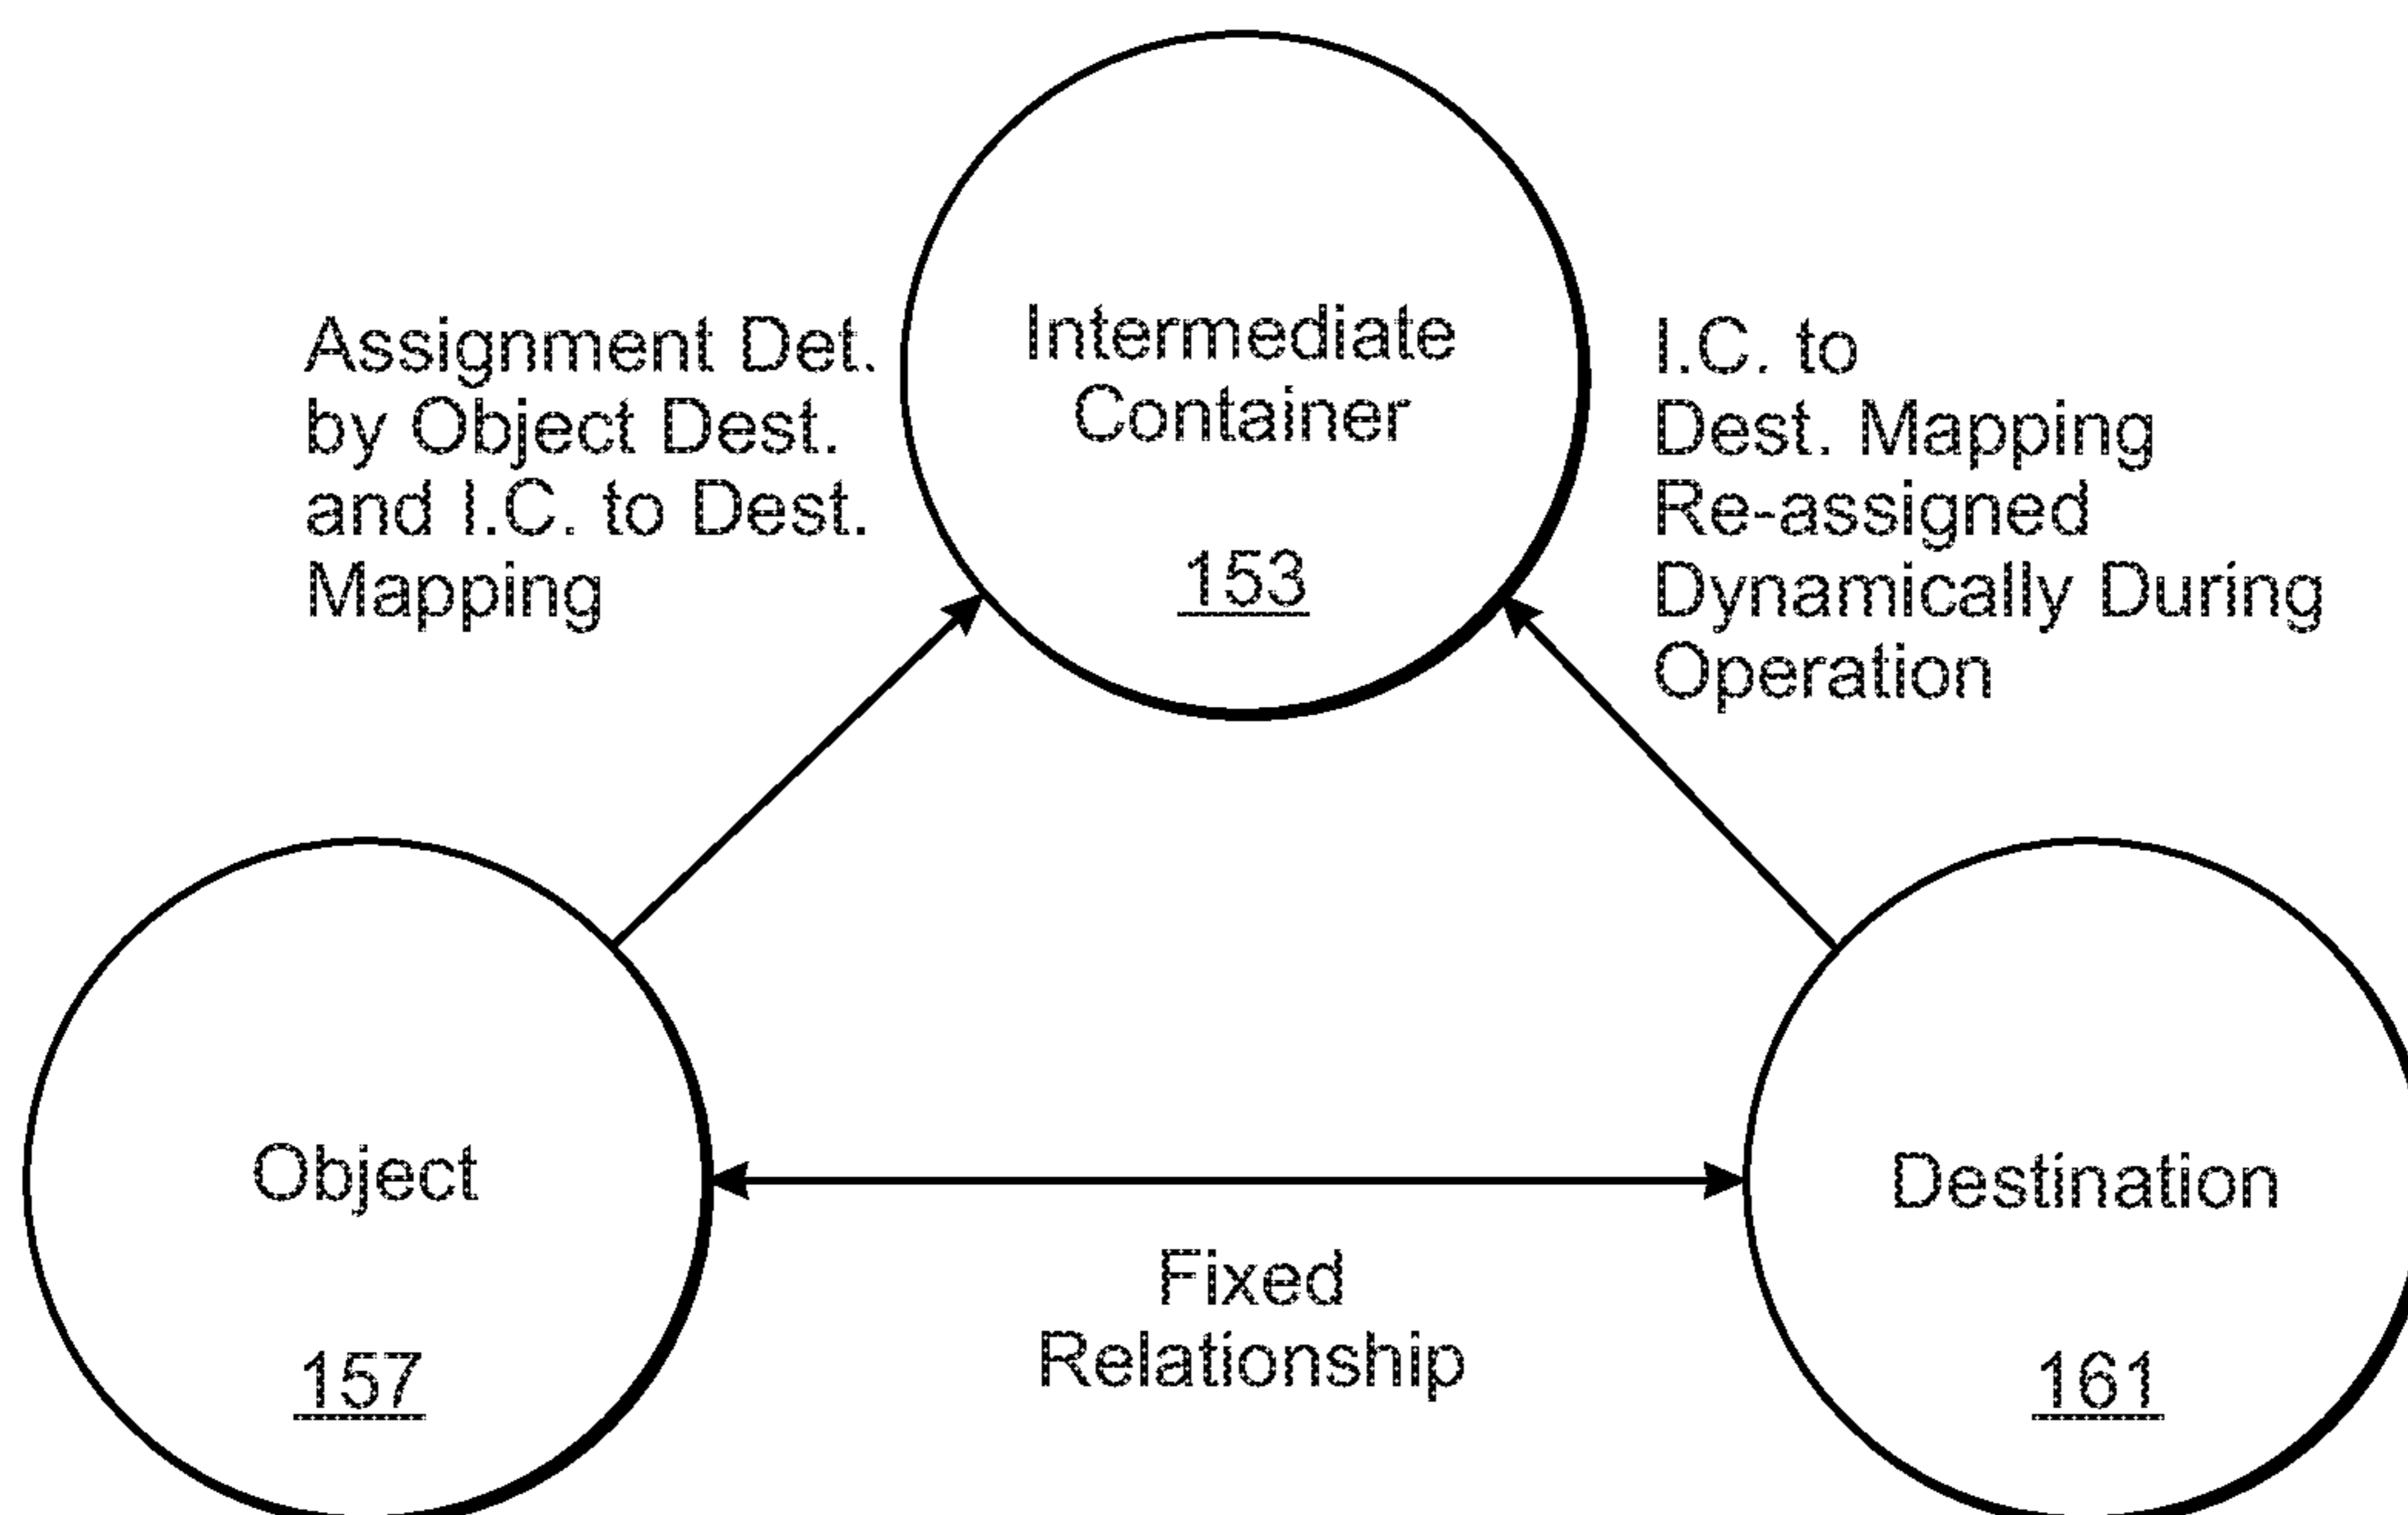 Assignment Det.
by Object Dest.
and I.C. to Dest.
Mapping
Intermediate
Container
153
I.C. to
Dest. Mapping
Re-assigned
Dynamically During
Operation
Object
157
Fixed
Relationship
Destination
161